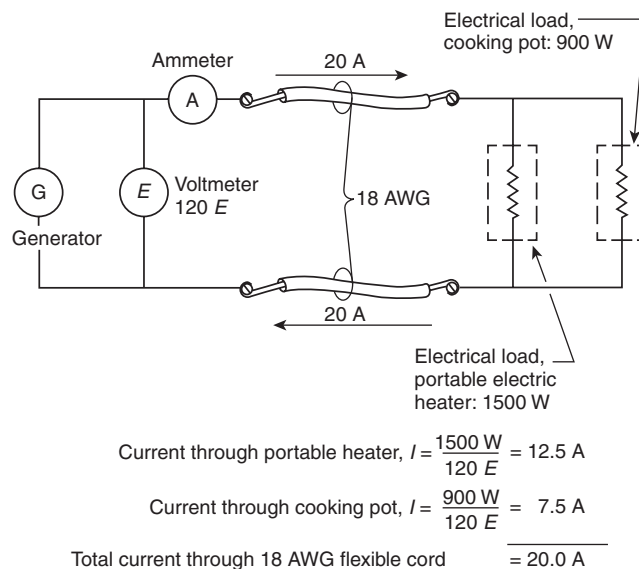 Electrical load,
cooking pot: 900 W
20 A
Ammeter
A
G
E
Voltmeter
120 E
18 AWG
Generator
20 A
Electrical load,
portable electric
heater: 1500 W
Current through portable heater, I = 1500 W / 120 E = 12.5 A
Current through cooking pot, I = 900 W / 120 E = 7.5 A
Total current through 18 AWG flexible cord = 20.0 A